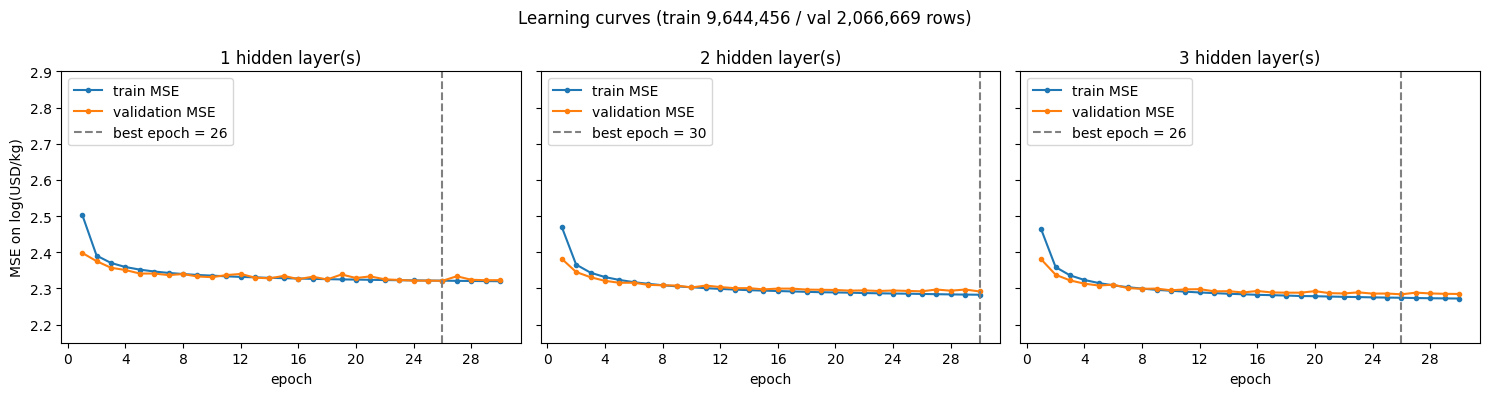 Learning curves (train 9,644,456 / val 2,066,669 rows)
1 hidden layer(s)
2.9
2.8
2.7
2.6
2.5
2.4
2.3
2.2
MSE on log(USD/kg)
train MSE
validation MSE
best epoch = 26
0 4 8 12 16 20 24 28
epoch
2 hidden layer(s)
train MSE
validation MSE
best epoch = 30
0 4 8 12 16 20 24 28
epoch
3 hidden layer(s)
train MSE
validation MSE
best epoch = 26
0 4 8 12 16 20 24 28
epoch